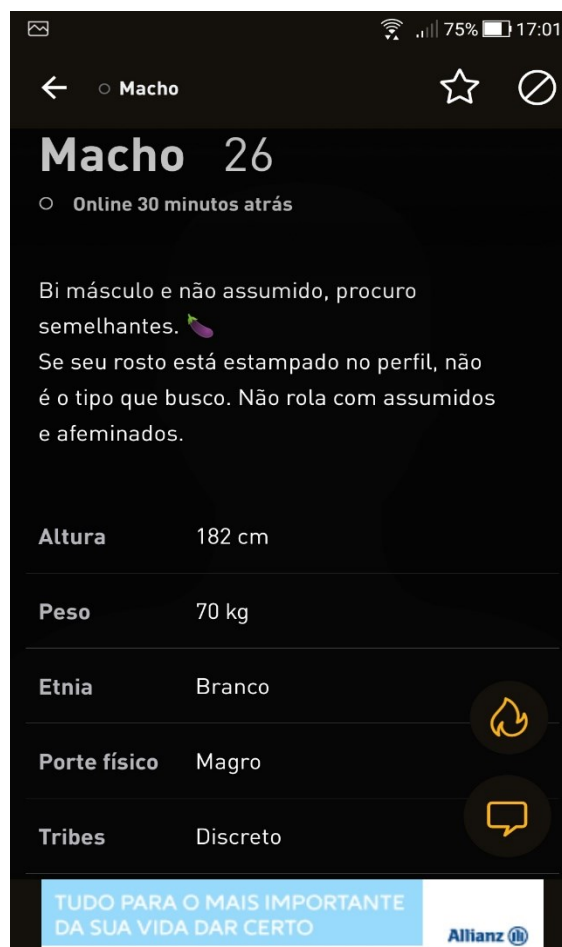 75% 17:01
Macho
Macho 26
Online 30 minutos atrás
Bi másculo e não assumido, procuro
semelhantes. 🍆
Se seu rosto está estampado no perfil, não
é o tipo que busco. Não rola com assumidos
e afeminados.
Altura 182 cm
Peso 70 kg
Etnia Branco
Porte físico Magro
Tribes Discreto
TUDO PARA O MAIS IMPORTANTE
DA SUA VIDA DAR CERTO
Allianz